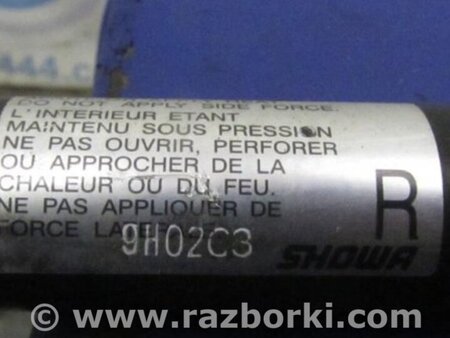 444.c
DO NOT APPLY SIDE FORCE.
L'INTERIEUR ETANT
MAINTENU SOUS PRESSION
NE PAS OUVRIR, PERFORER
OU APPROCHER DE LA
CHALEUR OU DU FEU.
NE PAS APPLIQUER DE
FORCE
R
9H02C3
SHOWA
© www.razborki.com